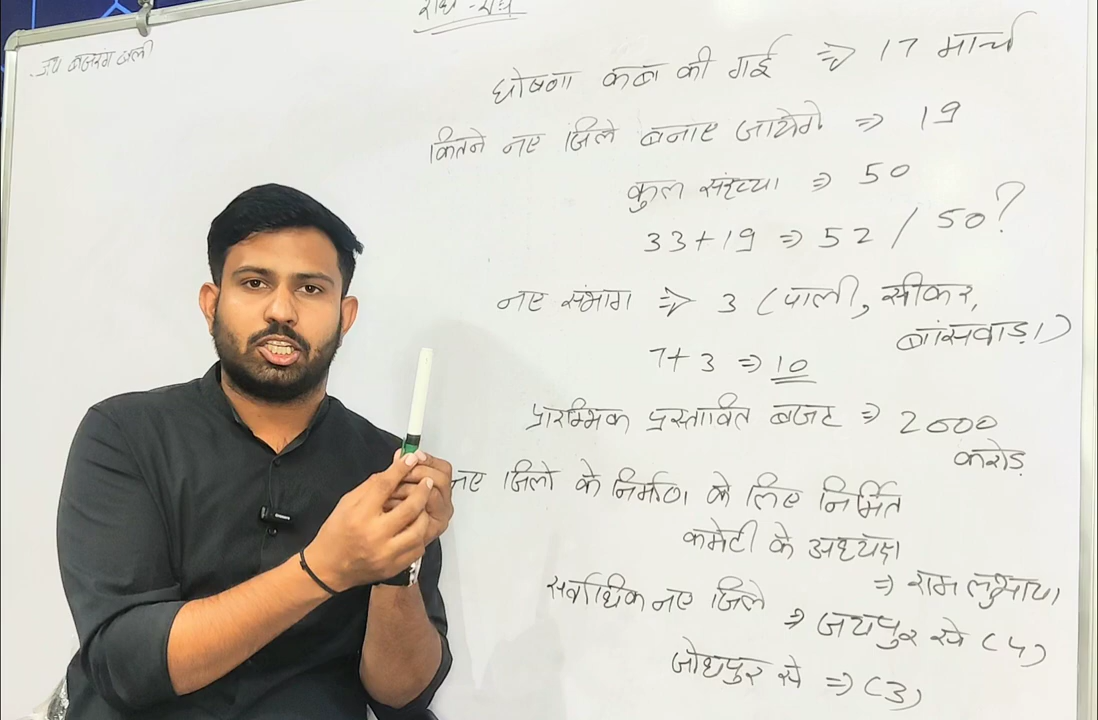 राधे-राधे
जय बजरंग बली
घोषणा कब की गई ⇒ 17 मार्च
कितने नए जिले बनाए जायेगे ⇒ 19
कुल संख्या ⇒ 50
33+19 ⇒ 52 / 50?
नए संभाग ⇒ 3 (पाली, सीकर,
बांसवाड़ा)
7+3 ⇒ 10
प्रारम्भिक प्रस्तावित बजट ⇒ 2000
करोड़
नए जिलो के निर्माण के लिए निर्मित
कमेटी के अध्यक्ष
⇒ राम लुभाया
सर्वाधिक नए जिले
⇒ जयपुर से (4)
जोधपुर से ⇒ (3)